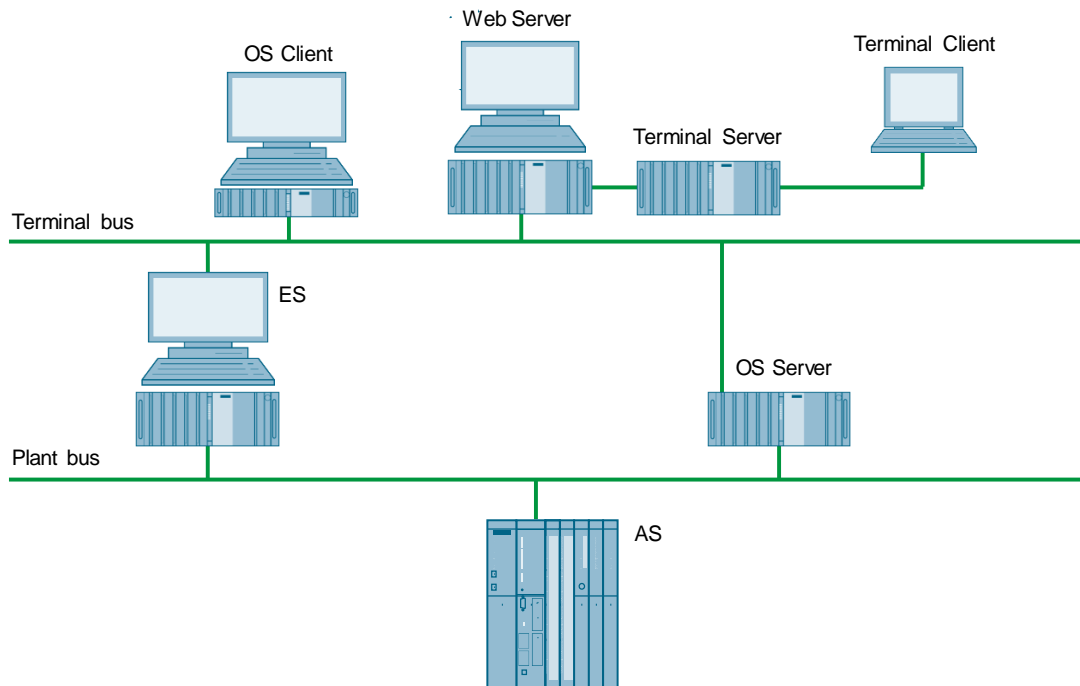 Web Server
OS Client
Terminal Client
Terminal Server
Terminal bus
ES
OS Server
Plant bus
AS